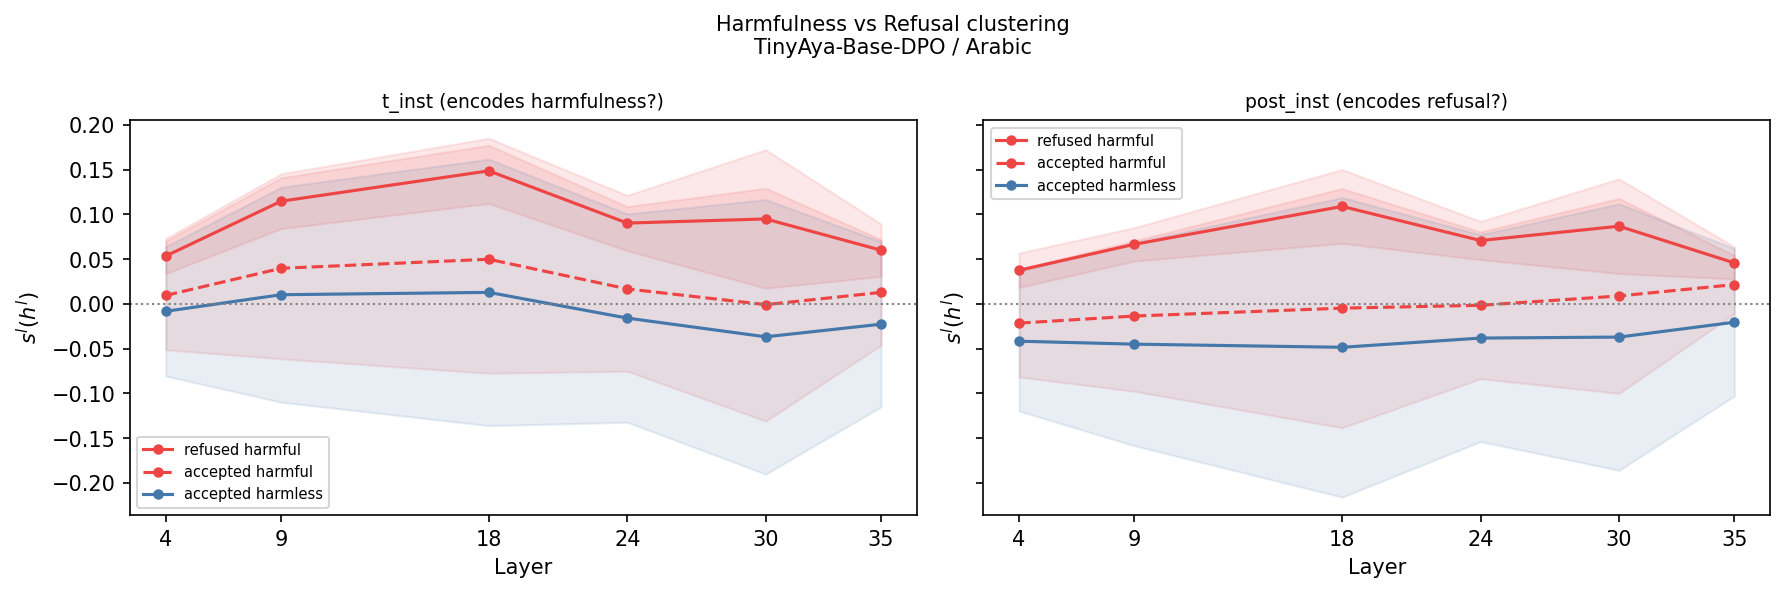 Harmfulness vs Refusal clustering
TinyAya-Base-DPO / Arabic
t_inst (encodes harmfulness?)
0.20
0.15
0.10
0.05
0.00
−0.05
−0.10
−0.15
−0.20
s^l(h^l)
refused harmful
accepted harmful
accepted harmless
4 9 18 24 30 35
Layer
post_inst (encodes refusal?)
refused harmful
accepted harmful
accepted harmless
s^l(h^l)
4 9 18 24 30 35
Layer